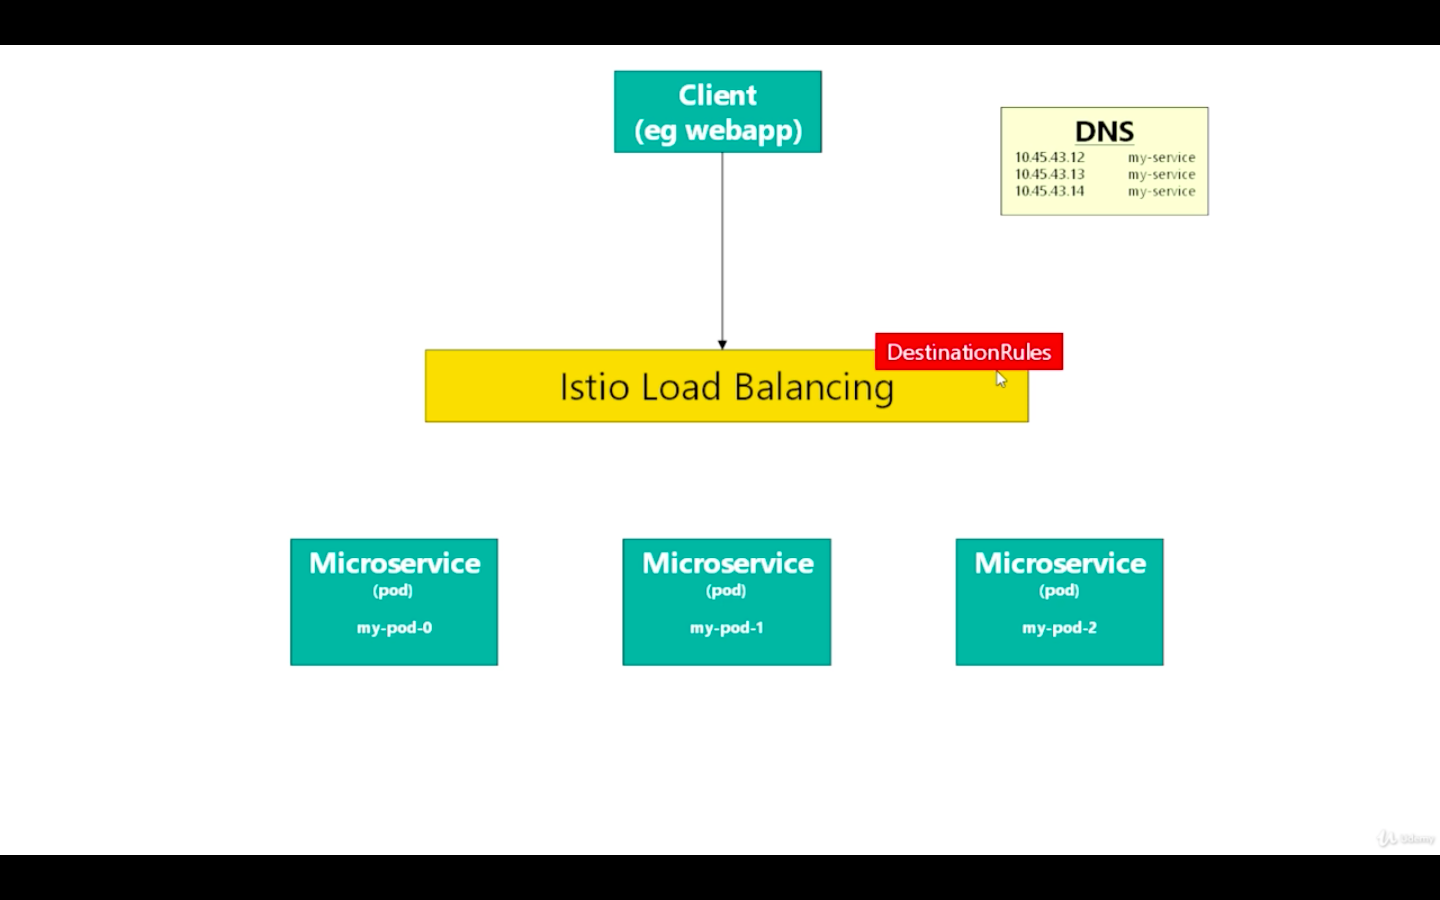 Client
(eg webapp)
DNS
10.45.43.12 my-service
10.45.43.13 my-service
10.45.43.14 my-service
DestinationRules
Istio Load Balancing
Microservice
(pod)
my-pod-0
Microservice
(pod)
my-pod-1
Microservice
(pod)
my-pod-2
Udemy